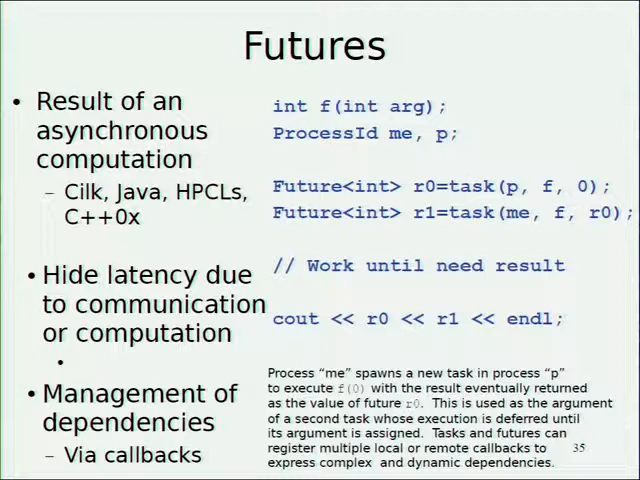 Futures
• Result of an
asynchronous
computation
– Cilk, Java, HPCLs,
C++0x
• Hide latency due
to communication
or computation
•
• Management of
dependencies
– Via callbacks
int f(int arg);
ProcessId me, p;
Future<int> r0=task(p, f, 0);
Future<int> r1=task(me, f, r0);
// Work until need result
cout << r0 << r1 << endl;
Process “me” spawns a new task in process “p”
to execute f(0) with the result eventually returned
as the value of future r0.  This is used as the argument
of a second task whose execution is deferred until
its argument is assigned.  Tasks and futures can
register multiple local or remote callbacks to
express complex  and dynamic dependencies.
35